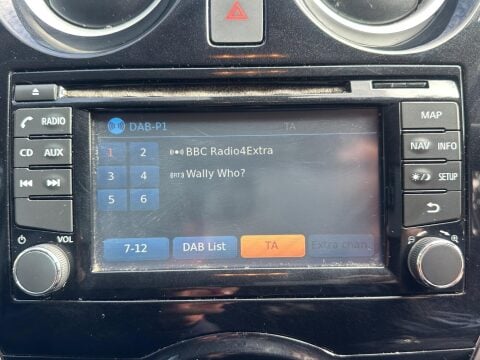 DAB-P1 TA
1 2 BBC Radio4Extra
3 4 Wally Who?
5 6
7-12 DAB List TA Extra chan
RADIO
CD AUX
VOL
MAP
NAV INFO
SETUP